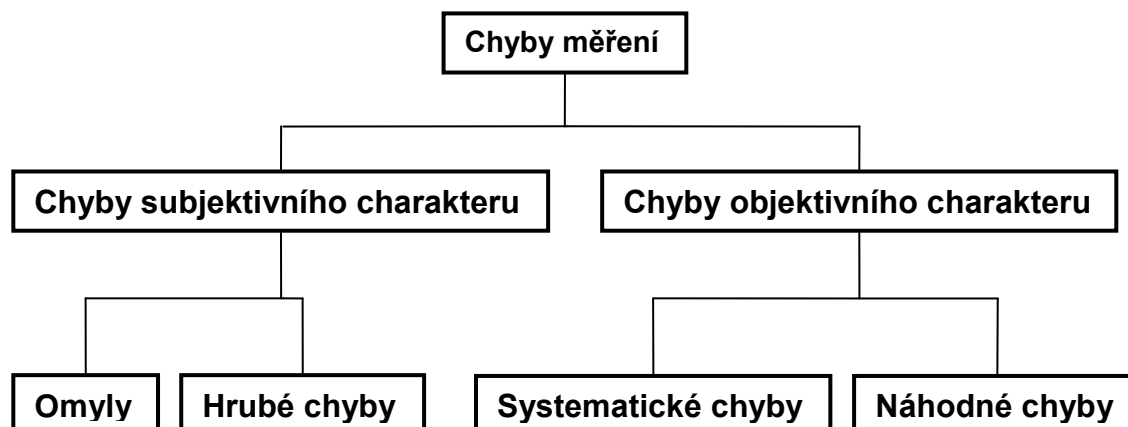 Chyby měření
Chyby subjektivního charakteru
Chyby objektivního charakteru
Omyly
Hrubé chyby
Systematické chyby
Náhodné chyby